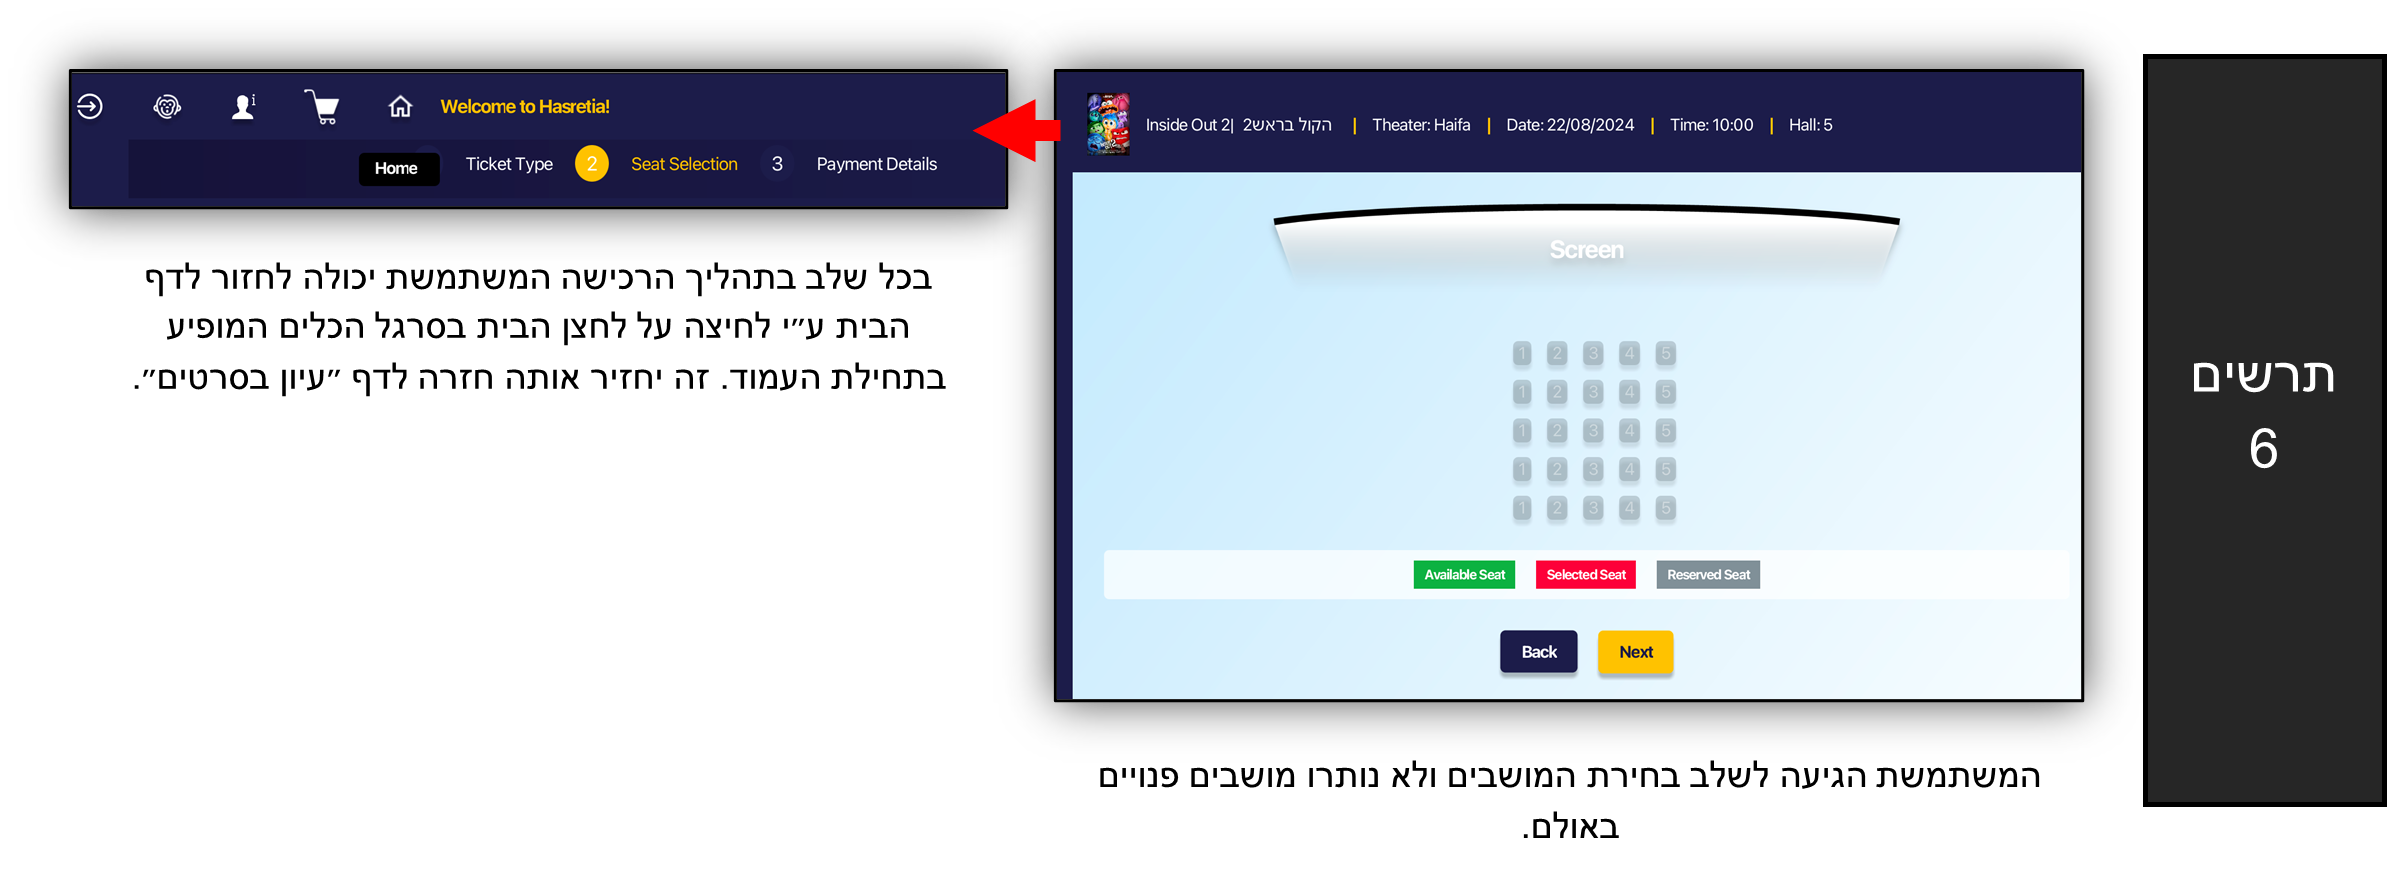 תרשים
6
Inside Out 2| הקול בראש2 | Theater: Haifa | Date: 22/08/2024 | Time: 10:00 | Hall: 5
Screen
1 2 3 4 5
1 2 3 4 5
1 2 3 4 5
1 2 3 4 5
1 2 3 4 5
Available Seat Selected Seat Reserved Seat
Back Next
המשתמשת הגיעה לשלב בחירת המושבים ולא נותרו מושבים פנויים
באולם.
Welcome to Hasretia!
Home Ticket Type 2 Seat Selection 3 Payment Details
בכל שלב בתהליך הרכישה המשתמשת יכולה לחזור לדף
הבית ע״י לחיצה על לחצן הבית בסרגל הכלים המופיע
בתחילת העמוד. זה יחזיר אותה חזרה לדף ״עיון בסרטים״.